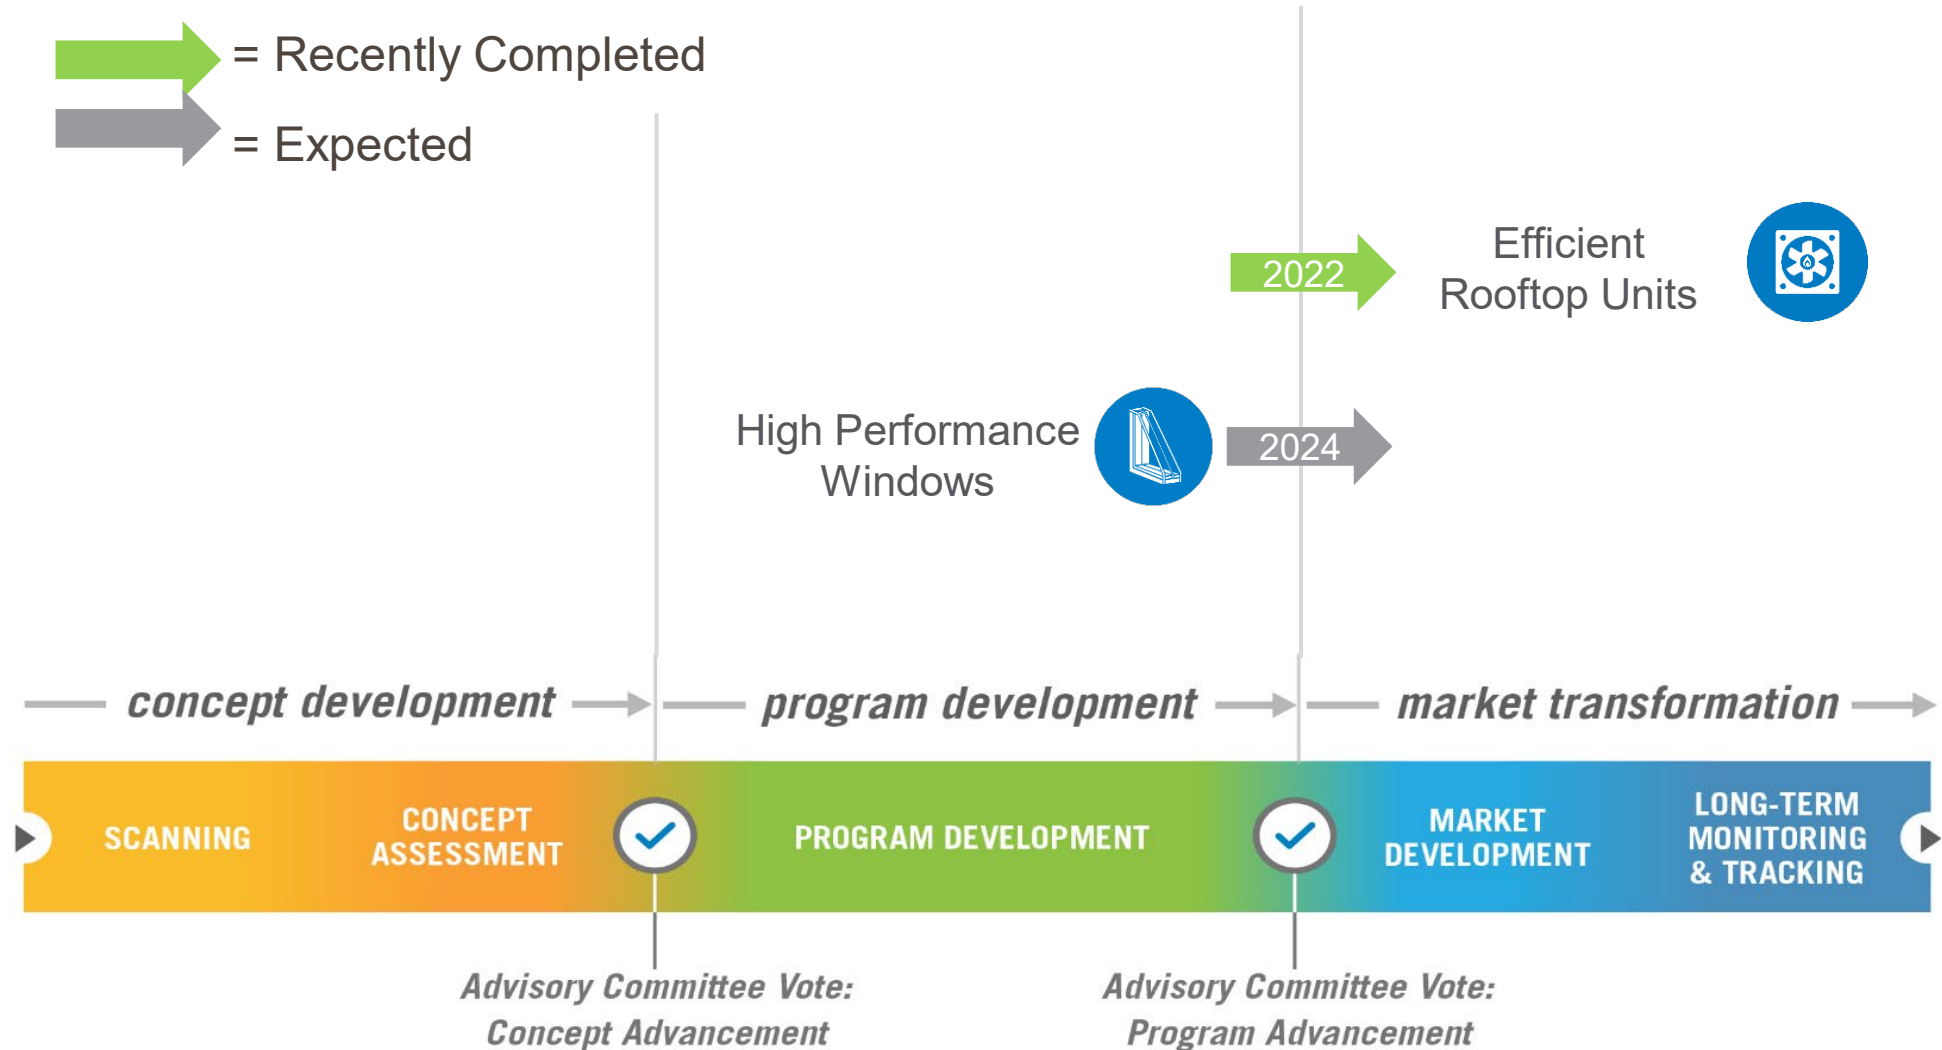 = Recently Completed
= Expected
2022
Efficient
Rooftop Units
High Performance
Windows
2024
concept development
program development
market transformation
SCANNING
CONCEPT
ASSESSMENT
PROGRAM DEVELOPMENT
MARKET
DEVELOPMENT
LONG-TERM
MONITORING
& TRACKING
Advisory Committee Vote:
Concept Advancement
Advisory Committee Vote:
Program Advancement